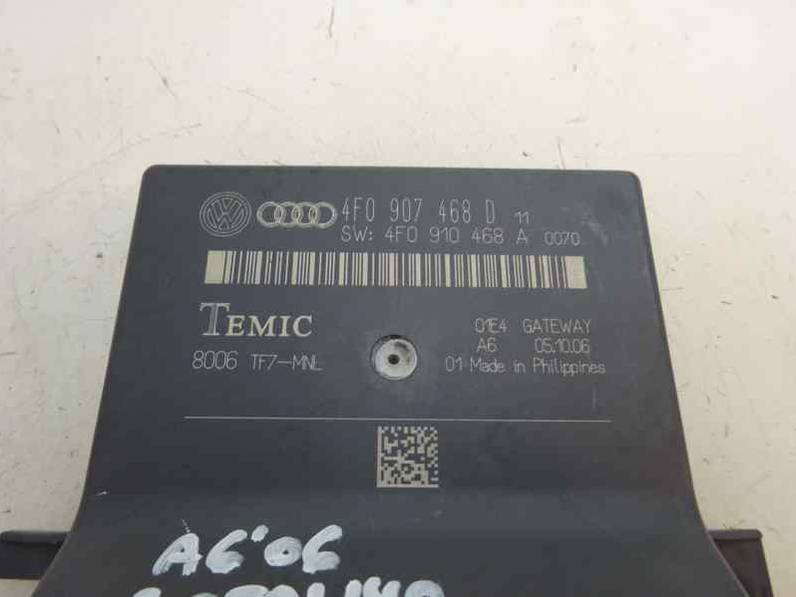 4F0 907 468 D 11
SW: 4F0 910 468 A 0070
TEMIC
01E4 GATEWAY
8006 TF7-MNL
A6 05.10.06
01 Made in Philippines
A6'06